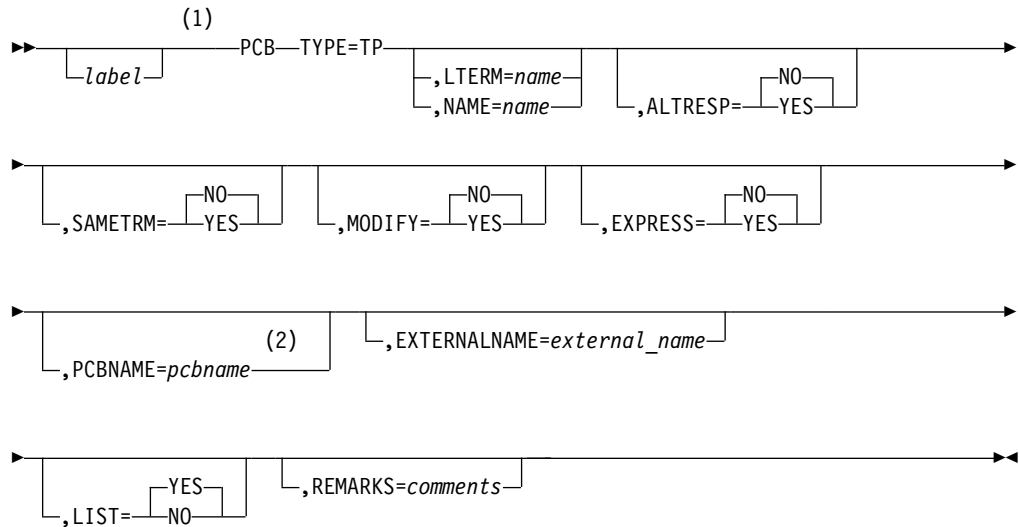 (1)
label PCB TYPE=TP ,LTERM=name ,ALTRESP= NO
,NAME=name YES
,SAMETRM= NO ,MODIFY= NO ,EXPRESS= NO
YES YES YES
(2)
,PCBNAME=pcbname ,EXTERNALNAME=external_name
,LIST= YES ,REMARKS=comments
NO